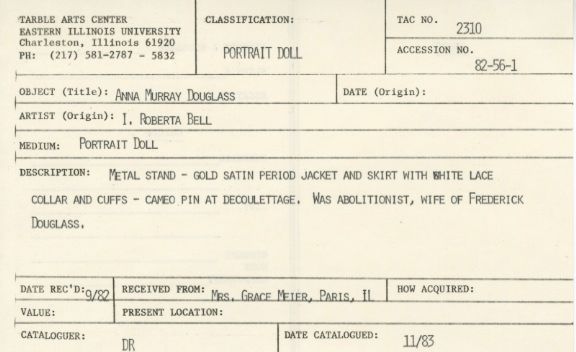 TARBLE ARTS CENTER
EASTERN ILLINOIS UNIVERSITY
Charleston, Illinois 61920
PH: (217) 581-2787 - 5832
CLASSIFICATION:
PORTRAIT DOLL
TAC NO. 2310
ACCESSION NO.
82-56-1
OBJECT (Title): ANNA MURRAY DOUGLASS
DATE (Origin):
ARTIST (Origin): I. ROBERTA BELL
MEDIUM: PORTRAIT DOLL
DESCRIPTION: METAL STAND - GOLD SATIN PERIOD JACKET AND SKIRT WITH WHITE LACE
COLLAR AND CUFFS - CAMEO PIN AT DECOULETTAGE. WAS ABOLITIONIST, WIFE OF FREDERICK
DOUGLASS.
DATE REC'D: 9/82
RECEIVED FROM: MRS. GRACE MEIER, PARIS, IL
HOW ACQUIRED:
VALUE:
PRESENT LOCATION:
CATALOGUER: DR
DATE CATALOGUED: 11/83